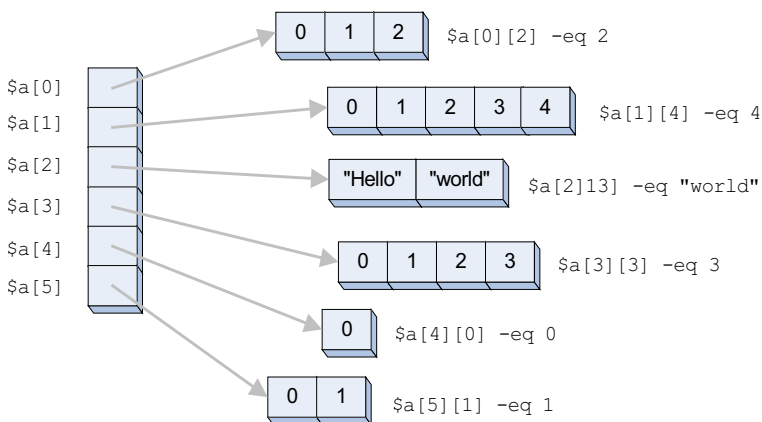 0 1 2 $a[0][2] -eq 2
$a[0]
0 1 2 3 4 $a[1][4] -eq 4
$a[1]
$a[2]
"Hello" "world" $a[2]13] -eq "world"
$a[3]
$a[4]
0 1 2 3 $a[3][3] -eq 3
$a[5]
0 $a[4][0] -eq 0
0 1 $a[5][1] -eq 1